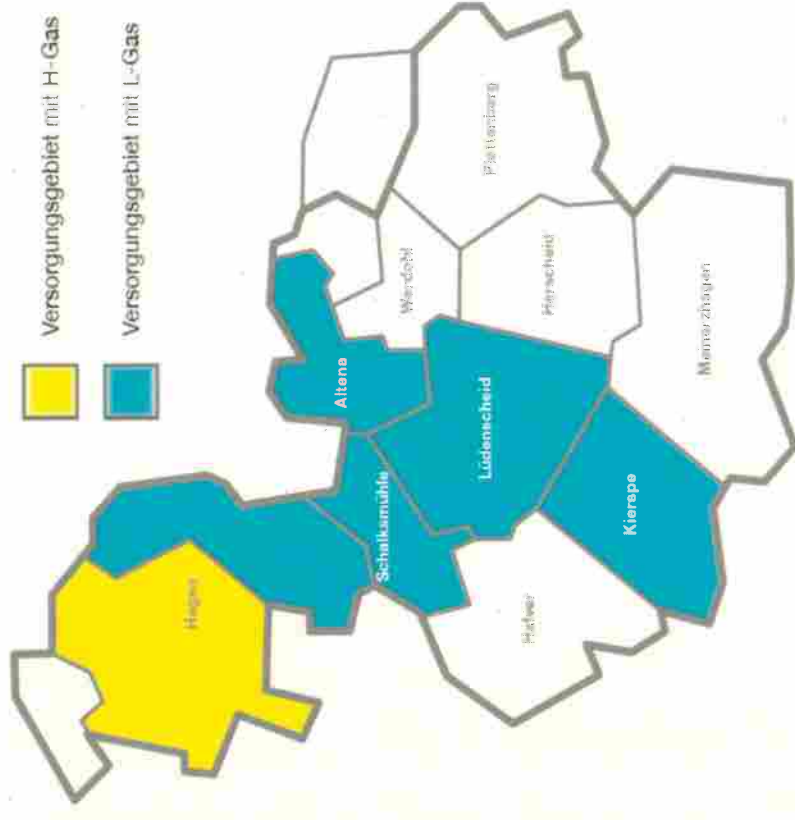 Versorgungsgebiet mit H-Gas
Versorgungsgebiet mit L-Gas
Hagen
Schalksmühle
Altena
Werdohl
Plettenberg
Lüdenscheid
Herscheid
Halver
Kierspe
Meinerzhagen